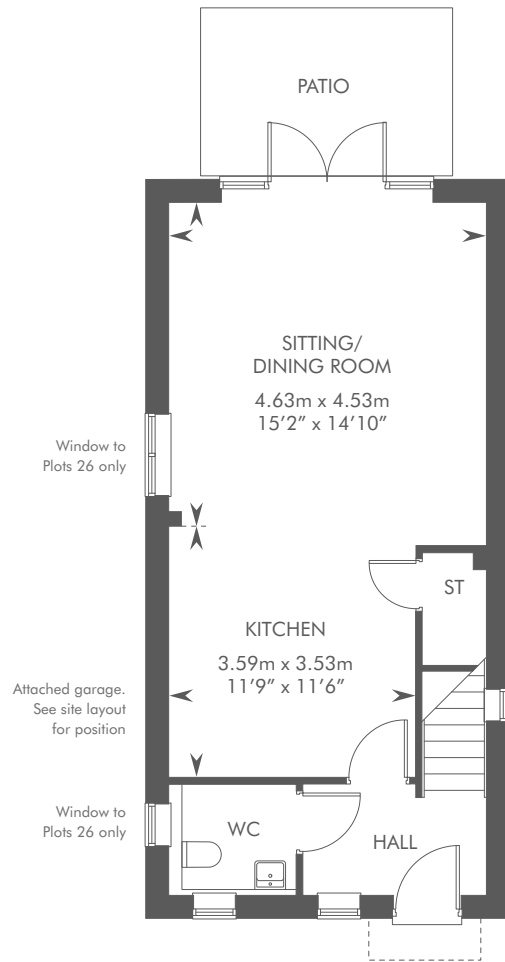 PATIO
SITTING/
DINING ROOM
4.63m x 4.53m
15’2” x 14’10”
Window to
Plots 26 only
ST
KITCHEN
3.59m x 3.53m
11’9” x 11’6”
Attached garage.
See site layout
for position
Window to
Plots 26 only
WC
HALL